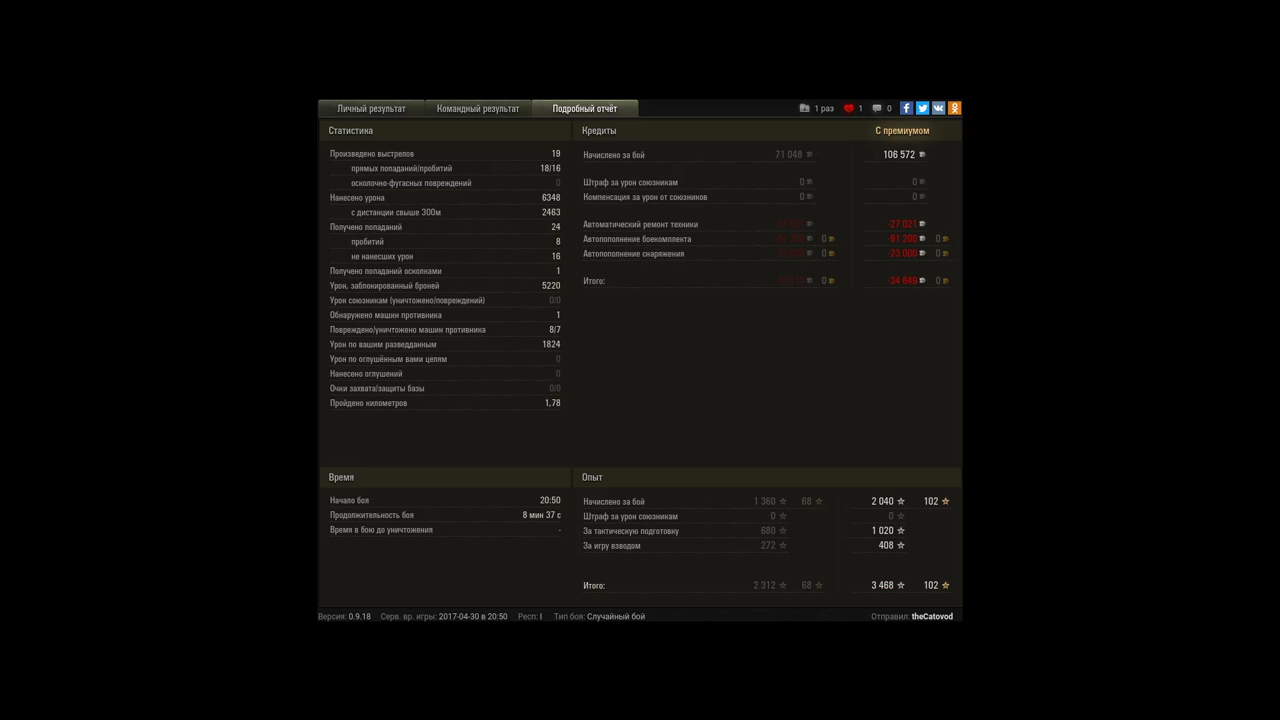 Личный результат Командный результат Подробный отчёт 1 раз 1 0
Статистика
Произведено выстрелов 19
прямых попаданий/пробитий 18/16
осколочно-фугасных повреждений 0
Нанесено урона 6348
с дистанции свыше 300м 2463
Получено попаданий 24
пробитий 8
не нанесших урон 16
Получено попаданий осколками 1
Урон, заблокированный броней 5220
Урон союзникам (уничтожено/повреждений) 0/0
Обнаружено машин противника 1
Повреждено/уничтожено машин противника 8/7
Урон по вашим разведданным 1824
Урон по оглушённым вами целям 0
Нанесено оглушений 0
Очки захвата/защиты базы 0/0
Пройдено километров 1,78
Кредиты С премиумом
Начислено за бой 71 048 106 572
Штраф за урон союзникам 0 0
Компенсация за урон от союзников 0 0
Автоматический ремонт техники -27 021
Автопополнение боекомплекта 0 -91 200 0
Автопополнение снаряжения 0 -23 000 0
Итого: 0 -34 649 0
Время
Начало боя 20:50
Продолжительность боя 8 мин 37 с
Время в бою до уничтожения -
Опыт
Начислено за бой 1 360 68 2 040 102
Штраф за урон союзникам 0 0
За тактическую подготовку 680 1 020
За игру взводом 272 408
Итого: 2 312 68 3 468 102
Версия: 0.9.18 Серв. вр. игры: 2017-04-30 в 20:50 Респ: I Тип боя: Случайный бой Отправил: theCatovod